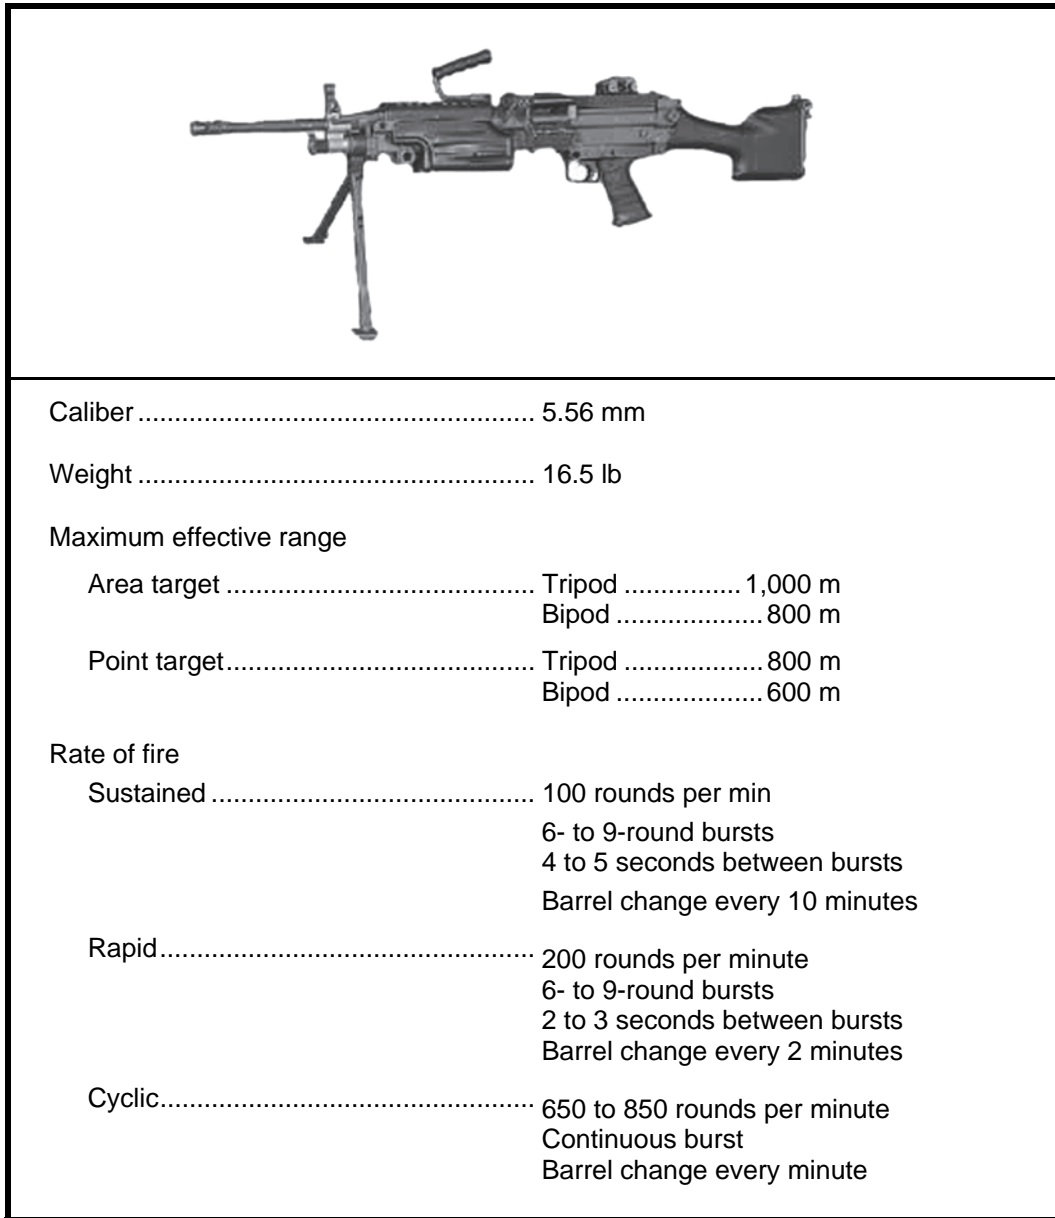 Caliber ...................................................... 5.56 mm
Weight ...................................................... 16.5 lb
Maximum effective range
Area target .......................................... Tripod ................ 1,000 m
Bipod .................... 800 m
Point target.......................................... Tripod ................... 800 m
Bipod .................... 600 m
Rate of fire
Sustained ............................................ 100 rounds per min
6- to 9-round bursts
4 to 5 seconds between bursts
Barrel change every 10 minutes
Rapid................................................... 200 rounds per minute
6- to 9-round bursts
2 to 3 seconds between bursts
Barrel change every 2 minutes
Cyclic................................................... 650 to 850 rounds per minute
Continuous burst
Barrel change every minute